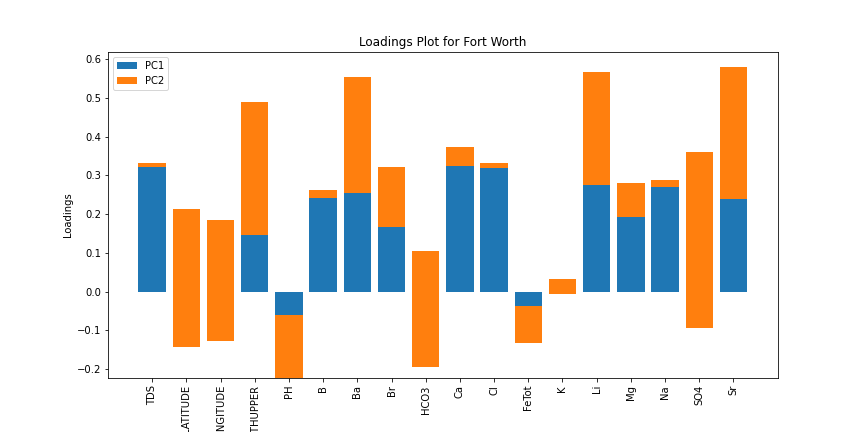 Loadings Plot for Fort Worth
PC1
PC2
Loadings
0.6
0.5
0.4
0.3
0.2
0.1
0.0
−0.1
−0.2
TDS
LATITUDE
NGITUDE
THUPPER
PH
B
Ba
Br
HCO3
Ca
Cl
FeTot
K
Li
Mg
Na
SO4
Sr